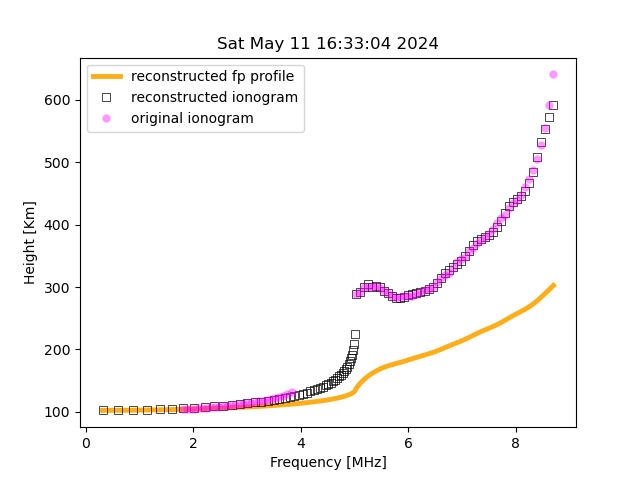 Sat May 11 16:33:04 2024
reconstructed fp profile
reconstructed ionogram
original ionogram
600
500
400
300
200
100
Height [Km]
0 2 4 6 8
Frequency [MHz]